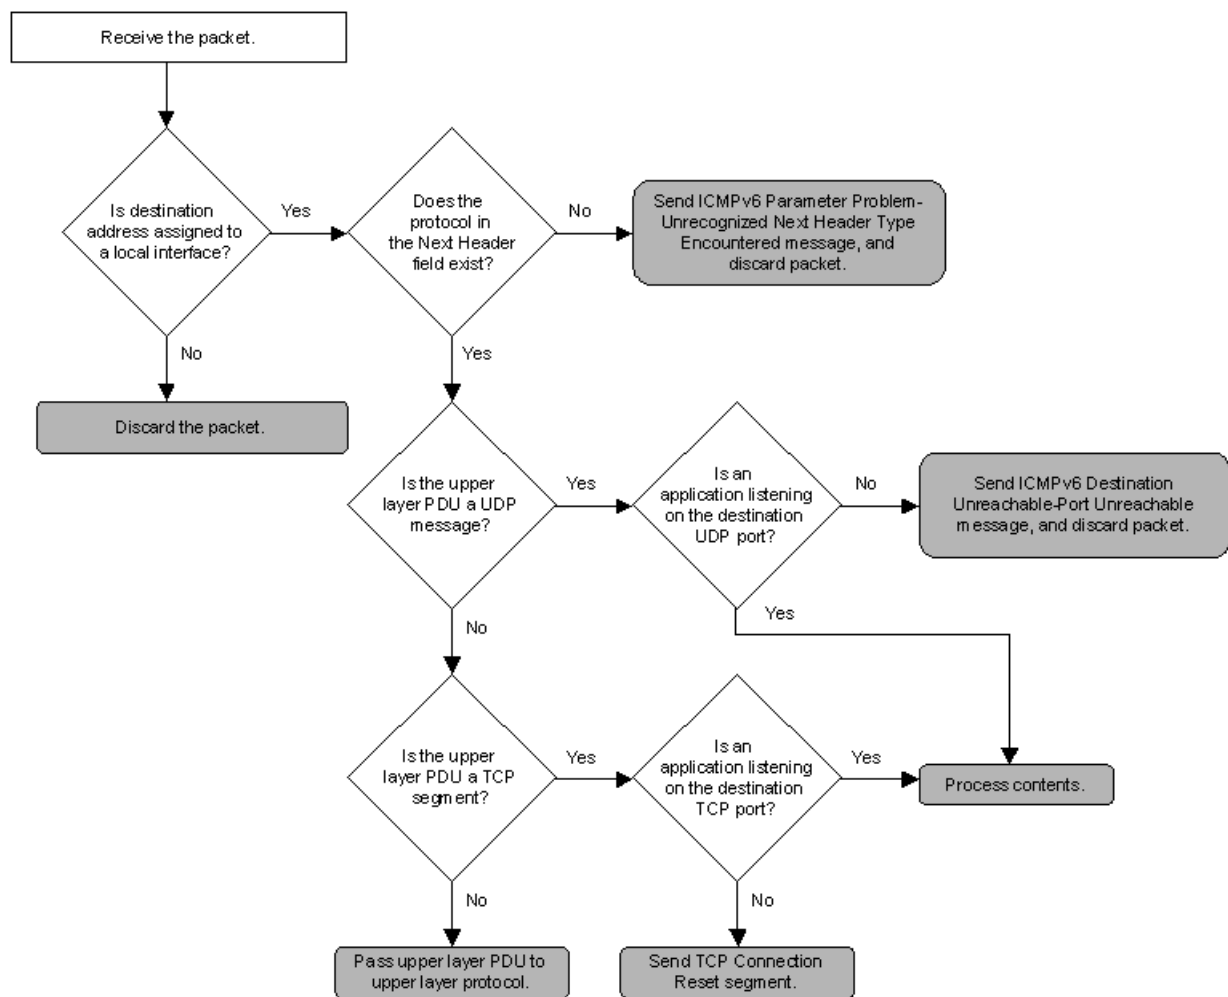 Receive the packet.
Is destination
address assigned to
a local interface?
Yes
Does the
protocol in
the Next Header
field exist?
No
Send ICMPv6 Parameter Problem-
Unrecognized Next Header Type
Encountered message, and
discard packet.
No
Yes
Discard the packet.
Is the upper
layer PDU a UDP
message?
Yes
Is an
application listening
on the destination
UDP port?
No
Send ICMPv6 Destination
Unreachable-Port Unreachable
message, and discard packet.
No
Yes
Is the upper
layer PDU a TCP
segment?
Yes
Is an
application listening
on the destination
TCP port?
Yes
Process contents.
No
No
Pass upper layer PDU to
upper layer protocol.
Send TCP Connection
Reset segment.